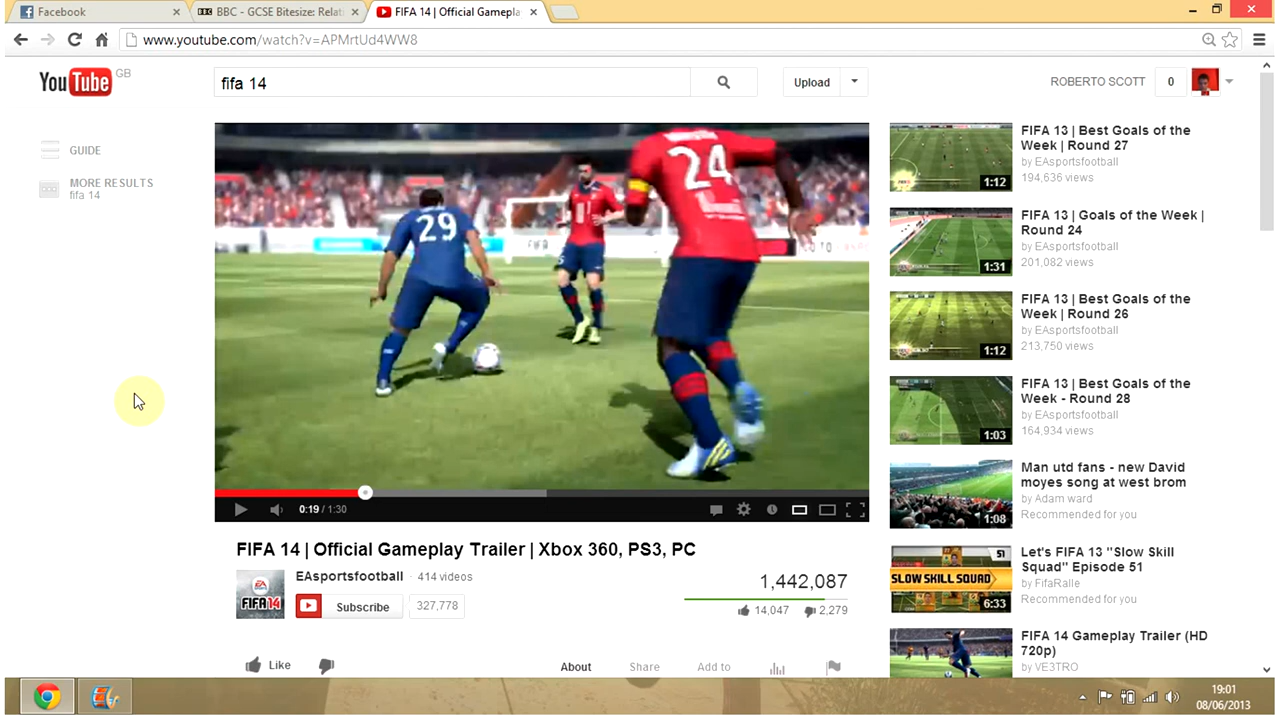 Facebook
BBC - GCSE Bitesize: Relati
FIFA 14 | Official Gamepla
www.youtube.com/watch?v=APMrtUd4WW8
YouTube GB
fifa 14
Upload
ROBERTO SCOTT
0
GUIDE
MORE RESULTS
fifa 14
24
29
FIFA
0:19 / 1:30
FIFA 14 | Official Gameplay Trailer | Xbox 360, PS3, PC
EA
SPORTS
FIFA14
EAsportsfootball · 414 videos
Subscribe
327,778
1,442,087
14,047
2,279
Like
About
Share
Add to
FIFA 13 | Best Goals of the
Week | Round 27
by EAsportsfootball
194,636 views
1:12
FIFA 13 | Goals of the Week |
Round 24
by EAsportsfootball
201,082 views
1:31
FIFA 13 | Best Goals of the
Week | Round 26
by EAsportsfootball
213,750 views
1:12
FIFA 13 | Best Goals of the
Week - Round 28
by EAsportsfootball
164,934 views
1:03
Man utd fans - new David
moyes song at west brom
by Adam ward
Recommended for you
1:08
Let's FIFA 13 "Slow Skill
Squad" Episode 51
by FifaRalle
Recommended for you
51
SLOW SKILL SQUAD
6:33
FIFA 14 Gameplay Trailer (HD
720p)
by VE3TRO
19:01
08/06/2013